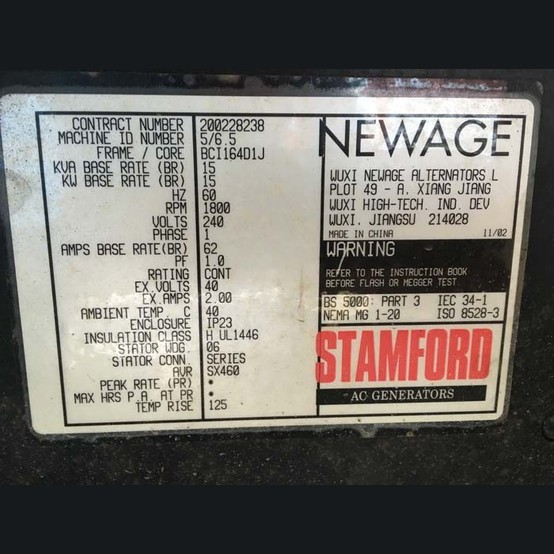 CONTRACT NUMBER 200228238
MACHINE ID NUMBER 5/6.5
FRAME / CORE BCI164D1J
KVA BASE RATE (BR) 15
KW BASE RATE (BR) 15
HZ 60
RPM 1800
VOLTS 240
PHASE 1
AMPS BASE RATE(BR) 62
PF 1.0
RATING CONT
EX.VOLTS 40
EX.AMPS 2.00
AMBIENT TEMP. C 40
ENCLOSURE IP23
INSULATION CLASS H UL1446
STATOR WDG. 06
STATOR CONN. SERIES
AVR SX460
PEAK RATE (PR) *
MAX HRS P.A. AT PR *
TEMP RISE 125
NEWAGE
WUXI NEWAGE ALTERNATORS L
PLOT 49 - A. XIANG JIANG
WUXI HIGH-TECH. IND. DEV
WUXI. JIANGSU 214028
MADE IN CHINA 11/02
WARNING
REFER TO THE INSTRUCTION BOOK
BEFORE FLASH OR MEGGER TEST
BS 5000: PART 3 IEC 34-1
NEMA MG 1-20 ISO 8528-3
STAMFORD
AC GENERATORS